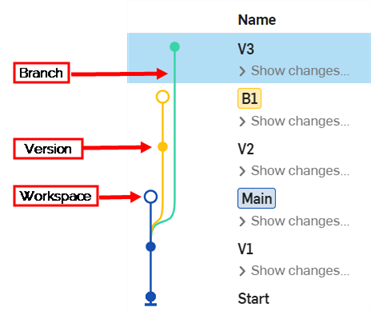 Name
V3
> Show changes...
Branch
B1
> Show changes...
Version
V2
> Show changes...
Workspace
Main
> Show changes...
V1
> Show changes...
Start